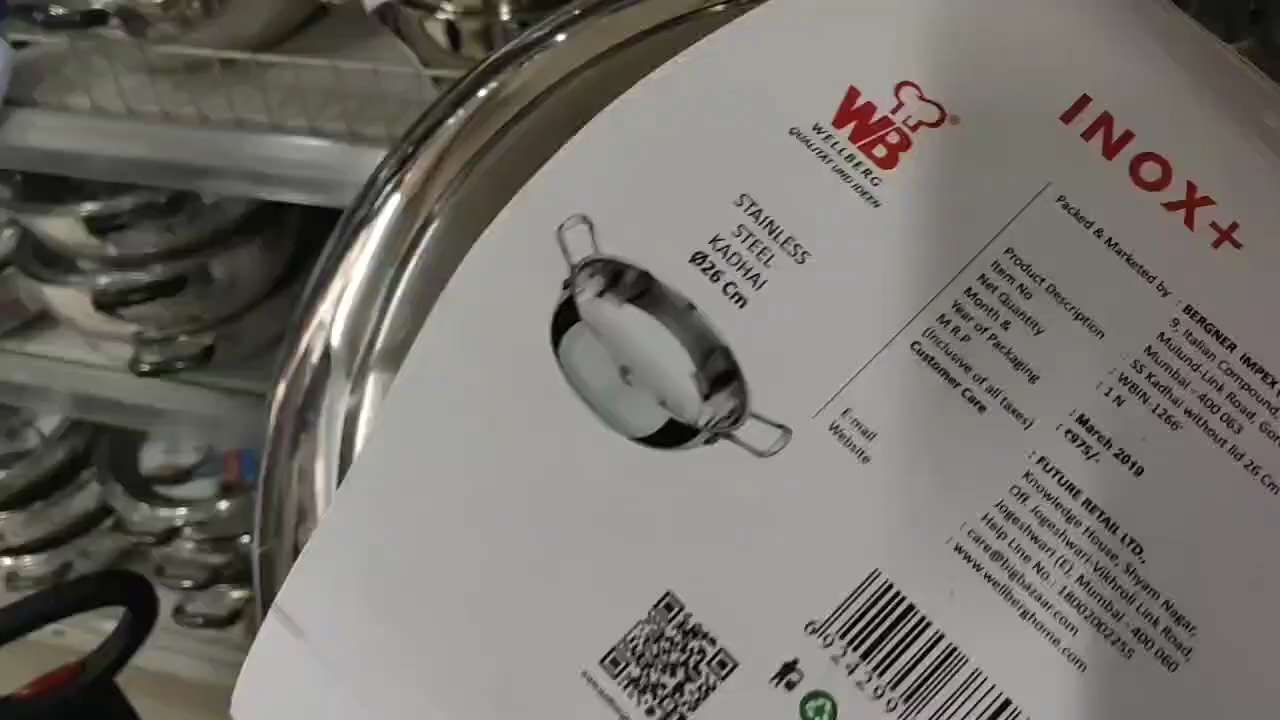 WB
WELLBERG
QUALITÄT UND IDEEN
INOX+
STAINLESS
STEEL
KADHAI
Ø26 Cm
Packed & Marketed by : BERGNER IMPEX
9, Italian Compound,
Mulund-Link Road, Gor
Mumbai - 400 063
Product Description : SS Kadhai without lid 26 Cm
Item No : WBIN-1266
Net Quantity : 1 N
Month &
Year of Packaging : March 2019
M.R.P : ₹975/-
(Inclusive of all taxes)
Customer Care : FUTURE RETAIL LTD.,
Knowledge House, Shyam Nagar,
Off. Jogeshwari-Vikhroli Link Road,
Jogeshwari (E), Mumbai - 400 060
Help Line No.: 18002002255
E-mail : care@bigbazaar.com
Website : www.wellberghome.com
6 924299